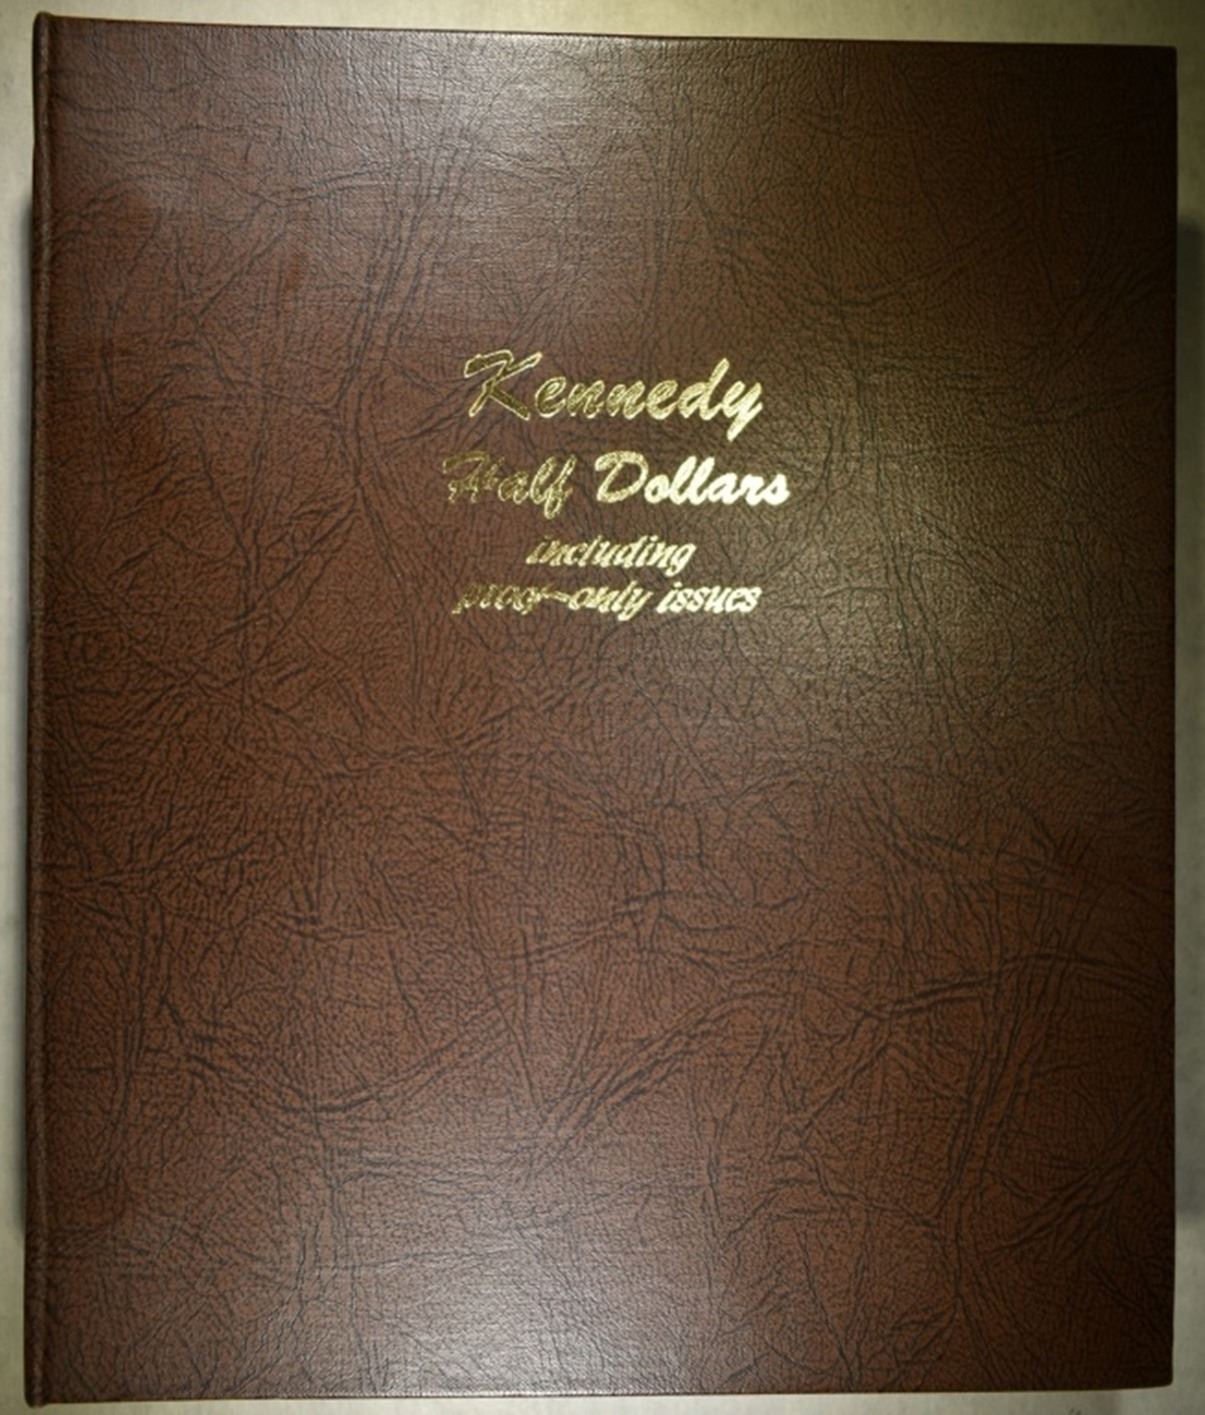 Kennedy
Half Dollars
including
proof-only issues